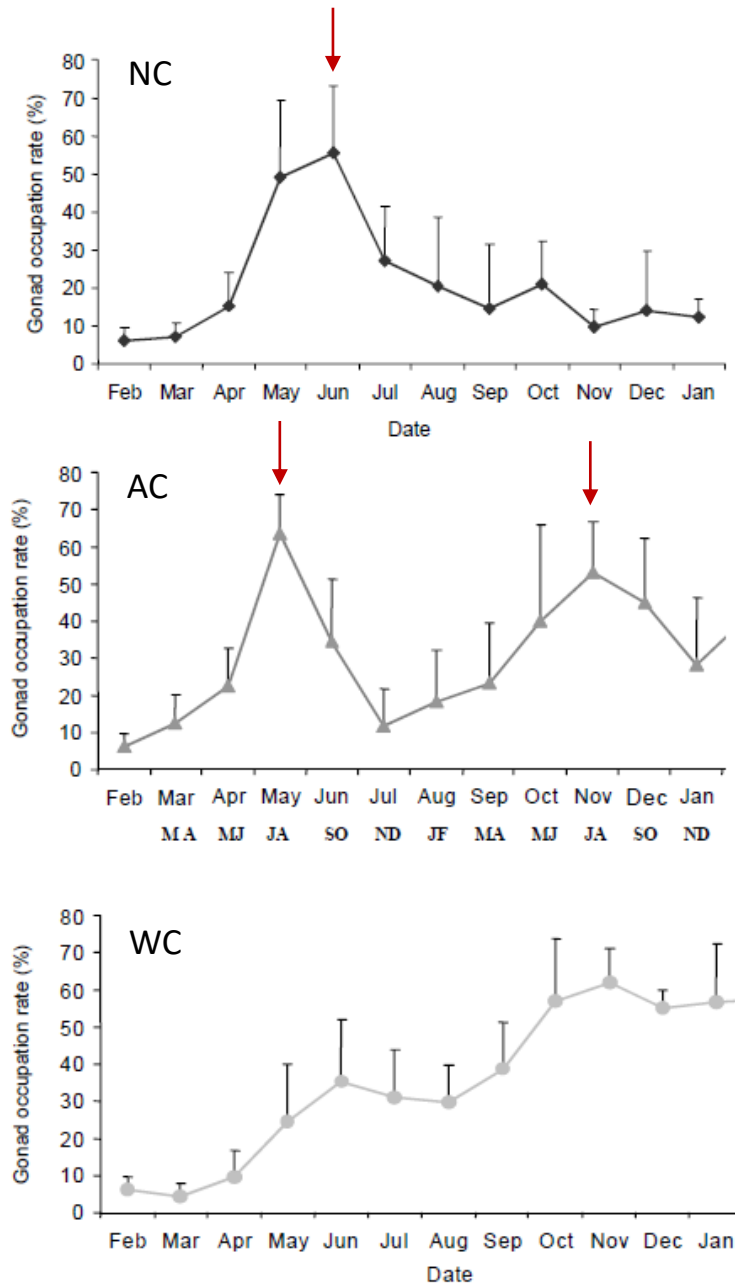 NC
Gonad occupation rate (%)
80
70
60
50
40
30
20
10
0
Feb Mar Apr May Jun Jul Aug Sep Oct Nov Dec Jan
Date
AC
Gonad occupation rate (%)
80
70
60
50
40
30
20
10
0
Feb Mar Apr May Jun Jul Aug Sep Oct Nov Dec Jan
MA MJ JA SO ND JF MA MJ JA SO ND
WC
Gonad occupation rate (%)
80
70
60
50
40
30
20
10
0
Feb Mar Apr May Jun Jul Aug Sep Oct Nov Dec Jan
Date